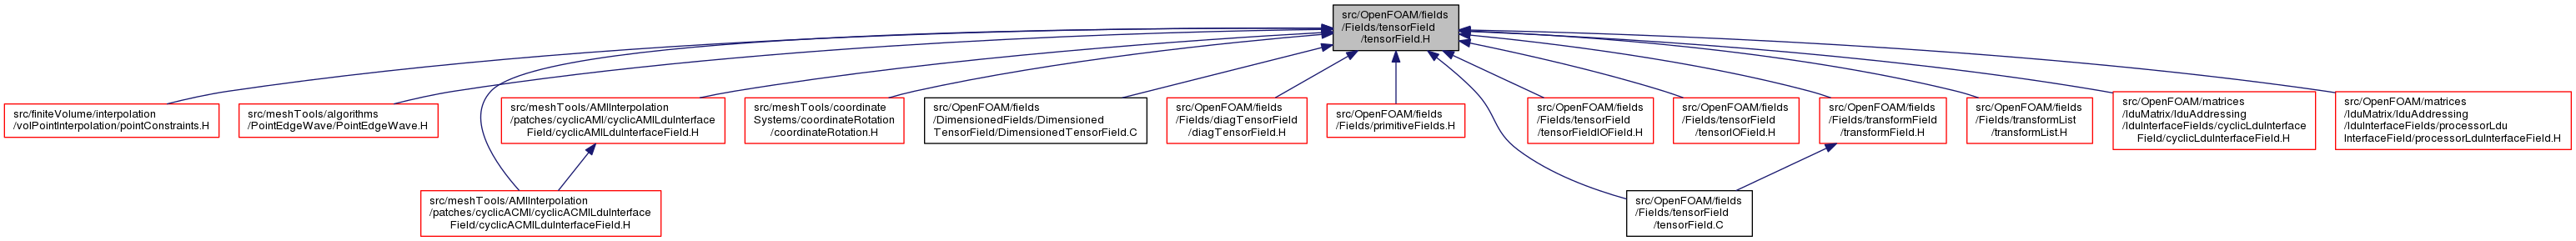 src/OpenFOAM/fields
/Fields/tensorField
/tensorField.H
src/finiteVolume/interpolation
/volPointInterpolation/pointConstraints.H
src/meshTools/algorithms
/PointEdgeWave/PointEdgeWave.H
src/meshTools/AMIInterpolation
/patches/cyclicAMI/cyclicAMILduInterface
Field/cyclicAMILduInterfaceField.H
src/meshTools/coordinate
Systems/coordinateRotation
/coordinateRotation.H
src/OpenFOAM/fields
/DimensionedFields/Dimensioned
TensorField/DimensionedTensorField.C
src/OpenFOAM/fields
/Fields/diagTensorField
/diagTensorField.H
src/OpenFOAM/fields
/Fields/primitiveFields.H
src/OpenFOAM/fields
/Fields/tensorField
/tensorFieldIOField.H
src/OpenFOAM/fields
/Fields/tensorField
/tensorIOField.H
src/OpenFOAM/fields
/Fields/transformField
/transformField.H
src/OpenFOAM/fields
/Fields/transformList
/transformList.H
src/OpenFOAM/matrices
/lduMatrix/lduAddressing
/lduInterfaceFields/cyclicLduInterface
Field/cyclicLduInterfaceField.H
src/OpenFOAM/matrices
/lduMatrix/lduAddressing
/lduInterfaceFields/processorLdu
InterfaceField/processorLduInterfaceField.H
src/meshTools/AMIInterpolation
/patches/cyclicACMI/cyclicACMILduInterface
Field/cyclicACMILduInterfaceField.H
src/OpenFOAM/fields
/Fields/tensorField
/tensorField.C